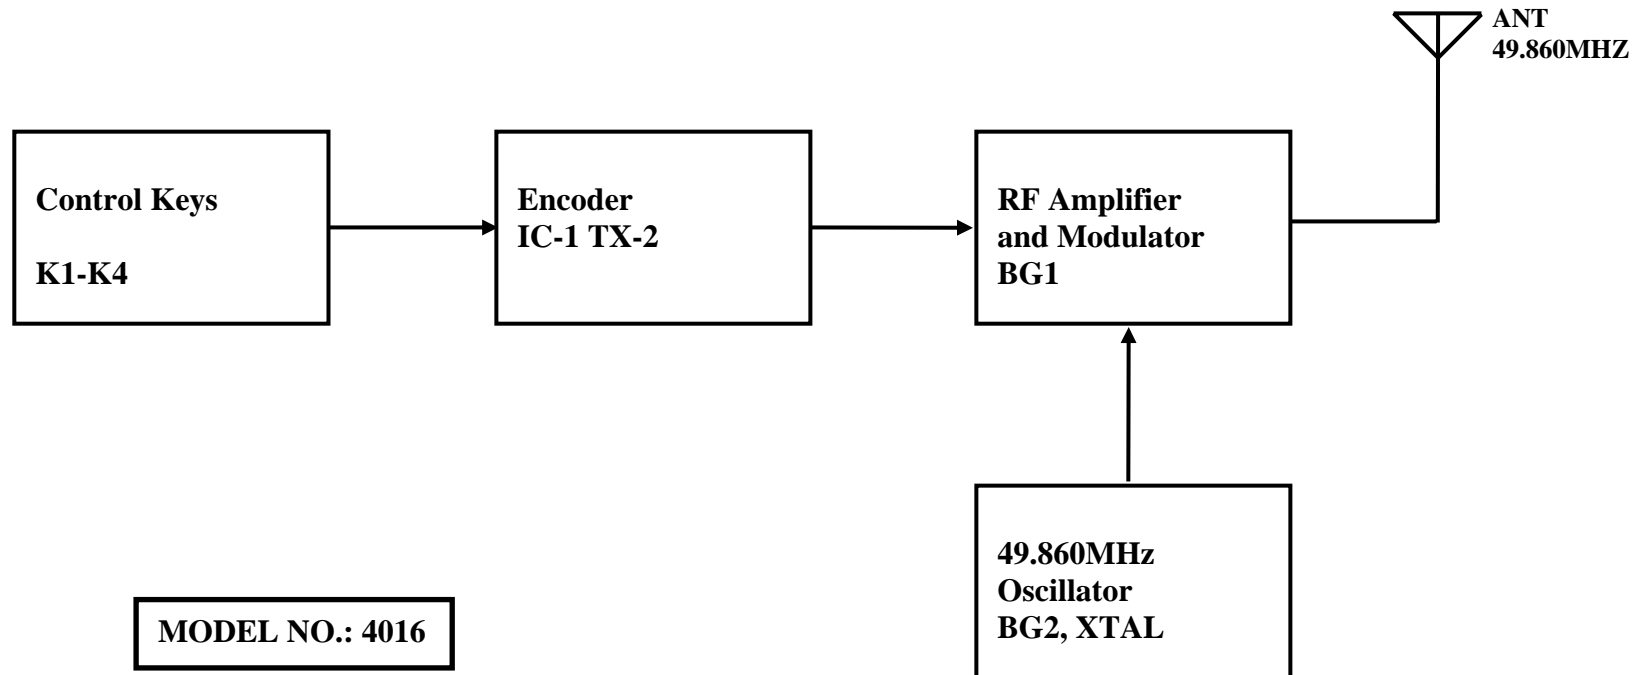 ANT
49.860MHZ
Control Keys
K1-K4
Encoder
IC-1 TX-2
RF Amplifier
and Modulator
BG1
49.860MHz
Oscillator
BG2, XTAL
MODEL NO.: 4016